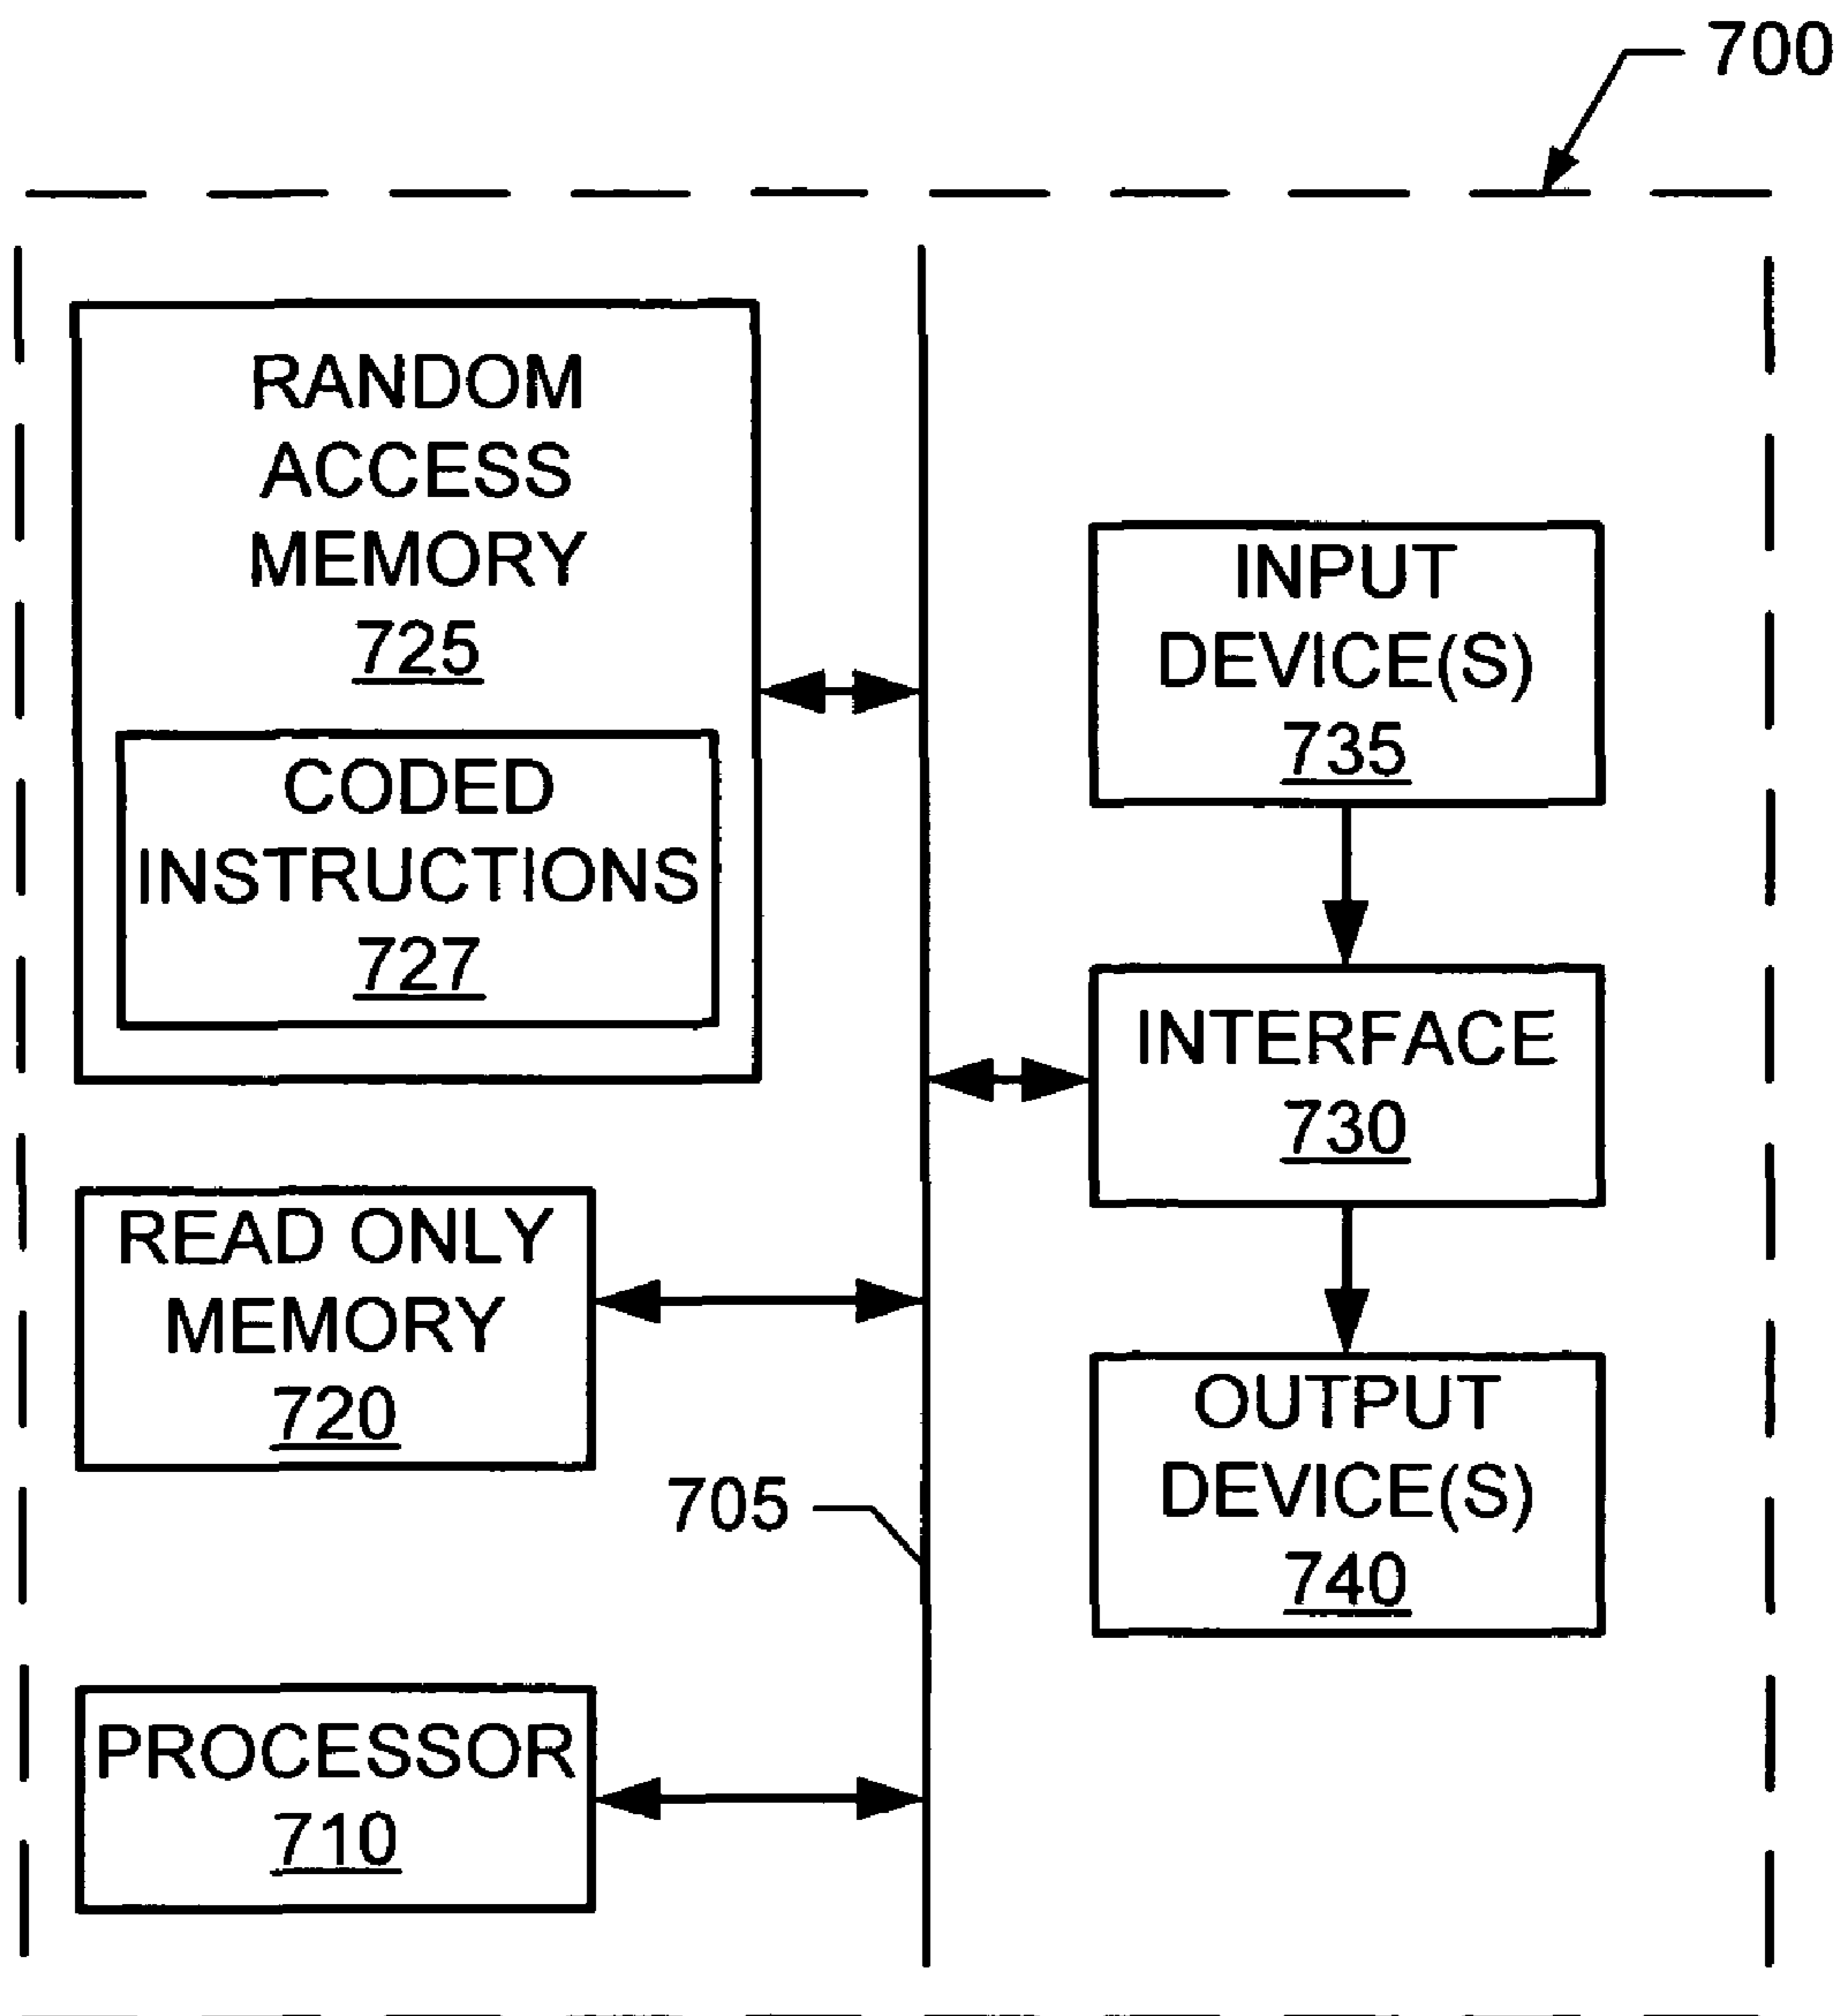 700
RANDOM
ACCESS
MEMORY
725
CODED
INSTRUCTIONS
727
INPUT
DEVICE(S)
735
INTERFACE
730
READ ONLY
MEMORY
720
OUTPUT
DEVICE(S)
740
705
PROCESSOR
710